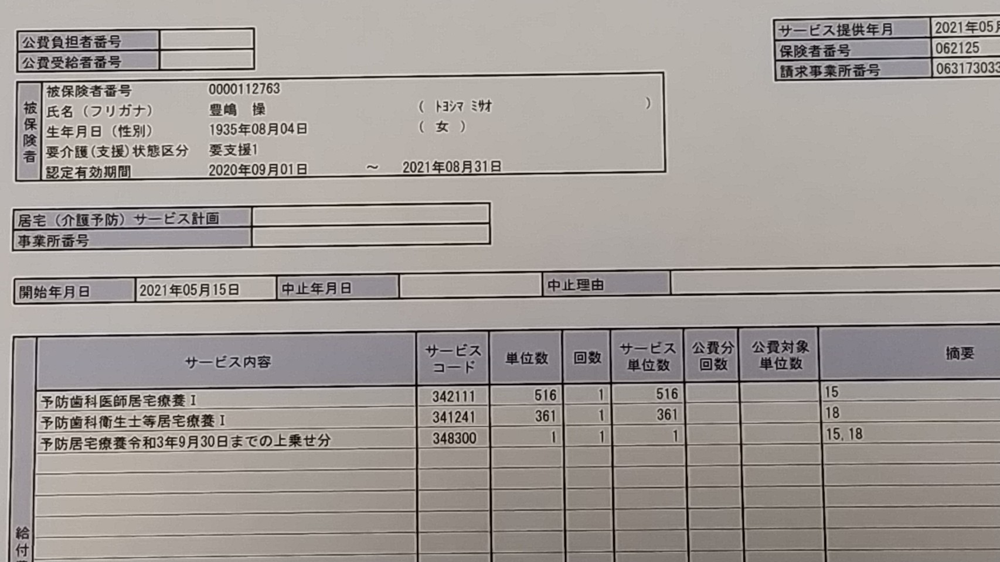 公費負担者番号
公費受給者番号
サービス提供年月 2021年05月
保険者番号 062125
請求事業所番号 063173033
被保険者
被保険者番号 0000112763
氏名（フリガナ） 豊嶋 操 （ トヨシマ ミサオ ）
生年月日（性別） 1935年08月04日 （ 女 ）
要介護(支援)状態区分 要支援1
認定有効期間 2020年09月01日 ～ 2021年08月31日
居宅（介護予防）サービス計画
事業所番号
開始年月日 2021年05月15日 中止年月日 中止理由
サービス内容 サービスコード 単位数 回数 サービス単位数 公費分回数 公費対象単位数 摘要
予防歯科医師居宅療養Ⅰ 342111 516 1 516 15
予防歯科衛生士等居宅療養Ⅰ 341241 361 1 361 18
予防居宅療養令和3年9月30日までの上乗せ分 348300 1 1 1 15,18
給付